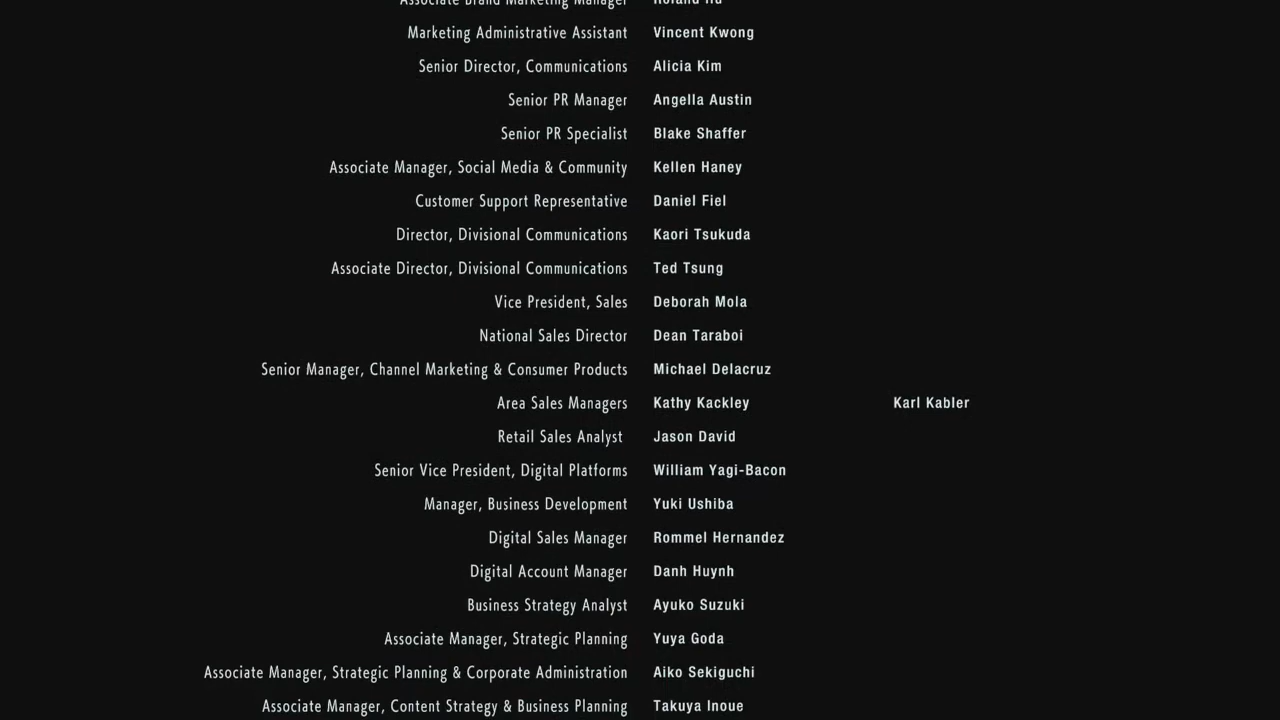 Associate Brand Marketing Manager Roland Hu
Marketing Administrative Assistant Vincent Kwong
Senior Director, Communications Alicia Kim
Senior PR Manager Angella Austin
Senior PR Specialist Blake Shaffer
Associate Manager, Social Media & Community Kellen Haney
Customer Support Representative Daniel Fiel
Director, Divisional Communications Kaori Tsukuda
Associate Director, Divisional Communications Ted Tsung
Vice President, Sales Deborah Mola
National Sales Director Dean Taraboi
Senior Manager, Channel Marketing & Consumer Products Michael Delacruz
Area Sales Managers Kathy Kackley Karl Kabler
Retail Sales Analyst Jason David
Senior Vice President, Digital Platforms William Yagi-Bacon
Manager, Business Development Yuki Ushiba
Digital Sales Manager Rommel Hernandez
Digital Account Manager Danh Huynh
Business Strategy Analyst Ayuko Suzuki
Associate Manager, Strategic Planning Yuya Goda
Associate Manager, Strategic Planning & Corporate Administration Aiko Sekiguchi
Associate Manager, Content Strategy & Business Planning Takuya Inoue